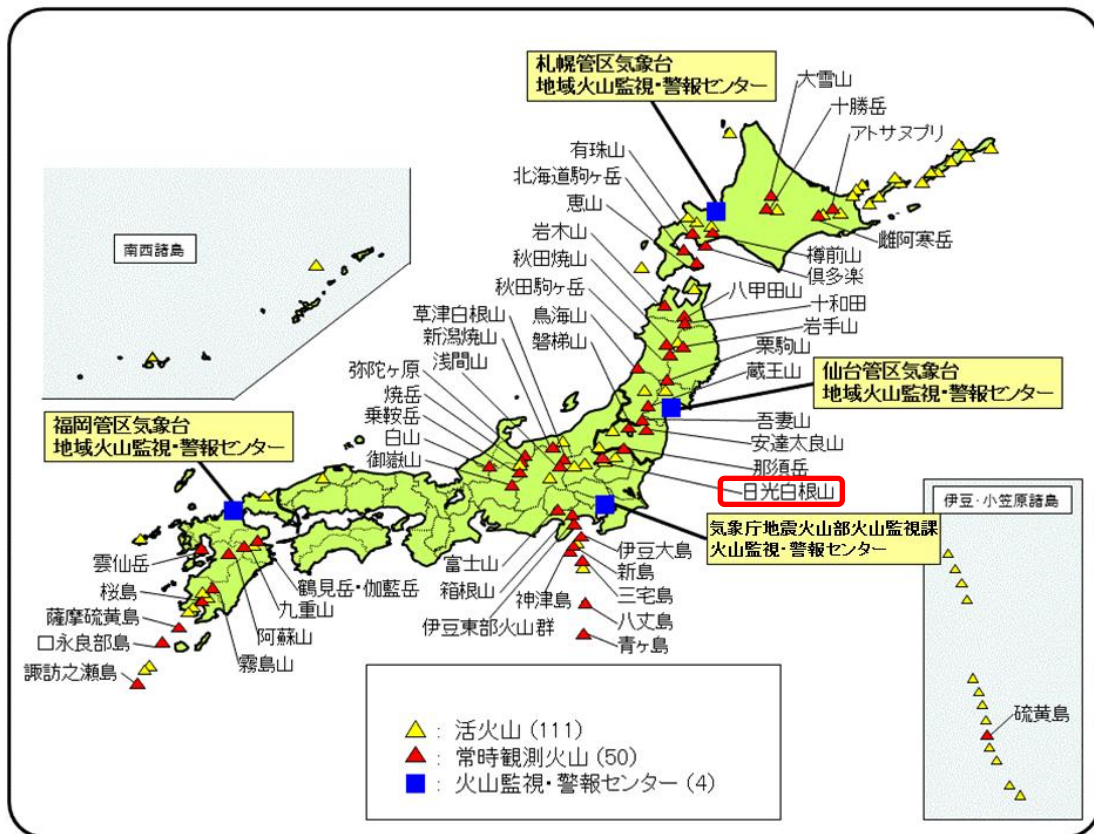 札幌管区気象台
地域火山監視・警報センター
大雪山
十勝岳
アトサヌプリ
有珠山
北海道駒ヶ岳
恵山
岩木山
秋田焼山
秋田駒ヶ岳
鳥海山
磐梯山
草津白根山
新潟焼山
浅間山
弥陀ヶ原
焼岳
乗鞍岳
白山
御嶽山
雌阿寒岳
樽前山
倶多楽
八甲田山
十和田
岩手山
栗駒山
蔵王山
仙台管区気象台
地域火山監視・警報センター
吾妻山
安達太良山
那須岳
日光白根山
気象庁地震火山部火山監視課
火山監視・警報センター
南西諸島
福岡管区気象台
地域火山監視・警報センター
雲仙岳
桜島
薩摩硫黄島
口永良部島
諏訪之瀬島
鶴見岳・伽藍岳
九重山
阿蘇山
霧島山
富士山
箱根山
伊豆東部火山群
神津島
伊豆大島
新島
三宅島
八丈島
青ヶ島
伊豆・小笠原諸島
硫黄島
：活火山(111)
：常時観測火山(50)
：火山監視・警報センター(4)